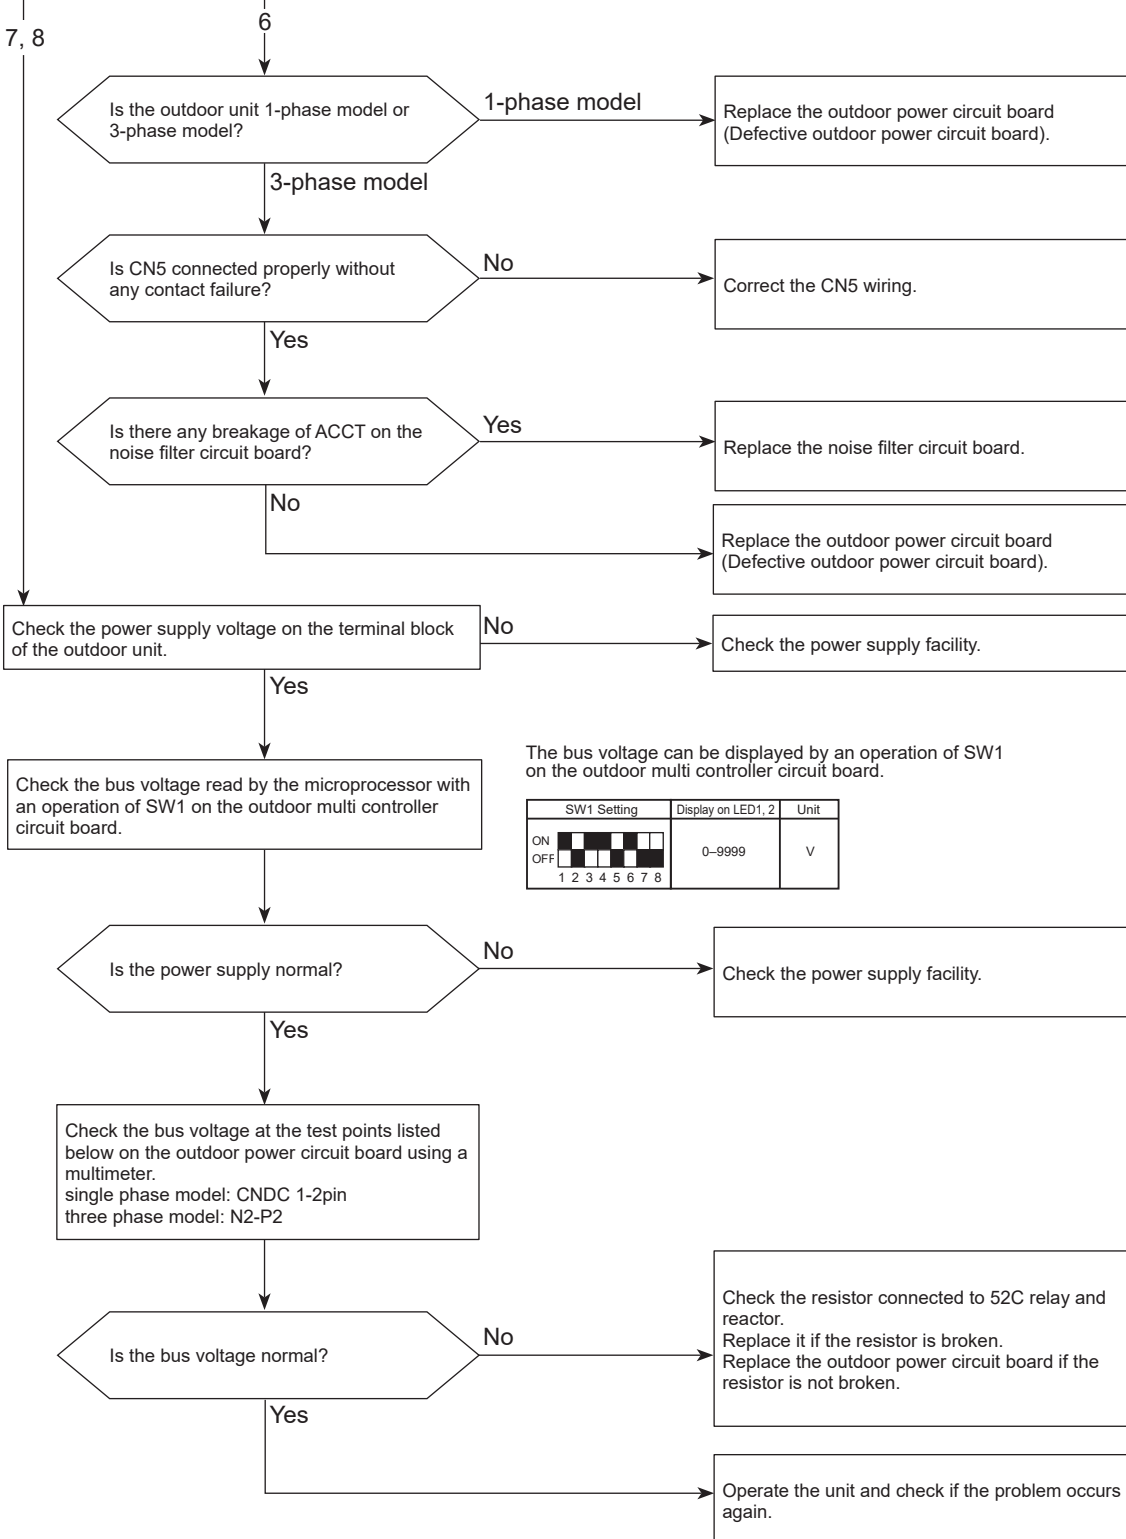 7, 8
6
Is the outdoor unit 1-phase model or
3-phase model?
1-phase model
Replace the outdoor power circuit board
(Defective outdoor power circuit board).
3-phase model
Is CN5 connected properly without
any contact failure?
No
Correct the CN5 wiring.
Yes
Is there any breakage of ACCT on the
noise filter circuit board?
Yes
Replace the noise filter circuit board.
No
Replace the outdoor power circuit board
(Defective outdoor power circuit board).
Check the power supply voltage on the terminal block
of the outdoor unit.
No
Check the power supply facility.
Yes
Check the bus voltage read by the microprocessor with
an operation of SW1 on the outdoor multi controller
circuit board.
The bus voltage can be displayed by an operation of SW1
on the outdoor multi controller circuit board.
SW1 Setting Display on LED1, 2 Unit
ON
OFF
1 2 3 4 5 6 7 8
0–9999
V
Is the power supply normal?
No
Check the power supply facility.
Yes
Check the bus voltage at the test points listed
below on the outdoor power circuit board using a
multimeter.
single phase model: CNDC 1-2pin
three phase model: N2-P2
Is the bus voltage normal?
No
Check the resistor connected to 52C relay and
reactor.
Replace it if the resistor is broken.
Replace the outdoor power circuit board if the
resistor is not broken.
Yes
Operate the unit and check if the problem occurs
again.